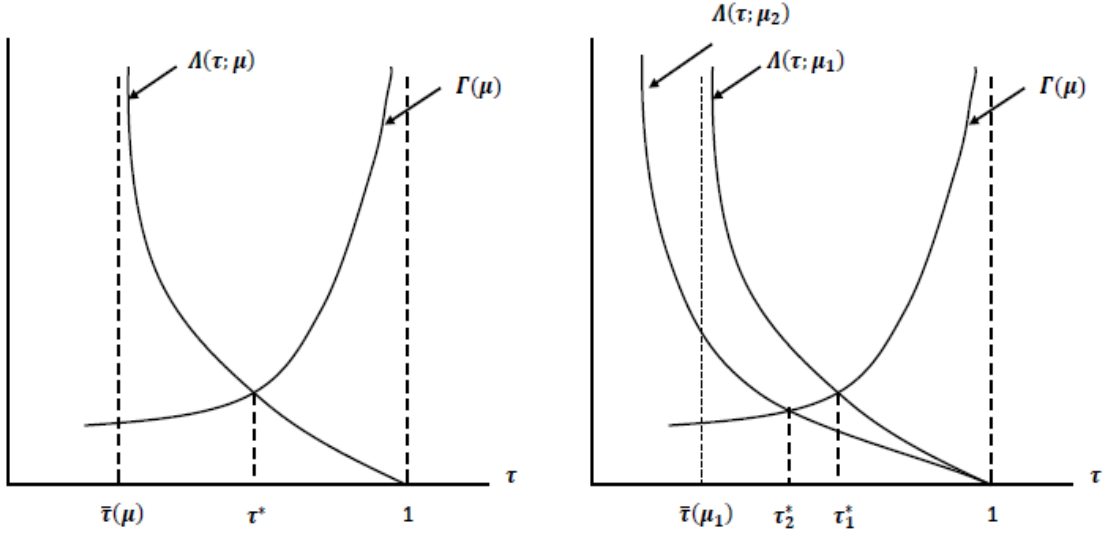 Λ(τ; μ)
Γ(μ)
τ̄(μ)
τ*
1
τ
Λ(τ; μ₂)
Λ(τ; μ₁)
Γ(μ)
τ̄(μ₁)
τ₂*
τ₁*
1
τ